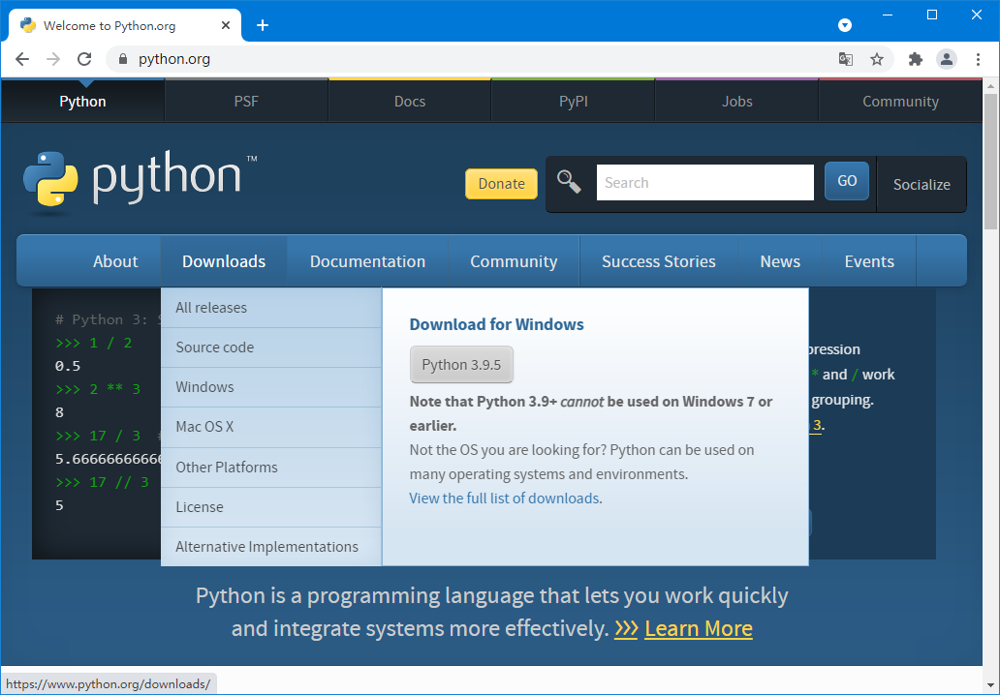 Welcome to Python.org
python.org
Python PSF Docs PyPI Jobs Community
python™
Donate Search GO Socialize
About Downloads Documentation Community Success Stories News Events
# Python 3:
>>> 1 / 2
0.5
>>> 2 ** 3
8
>>> 17 / 3 #
5.66666666666
>>> 17 // 3
5
All releases
Source code
Windows
Mac OS X
Other Platforms
License
Alternative Implementations
Download for Windows
Python 3.9.5
Note that Python 3.9+ cannot be used on Windows 7 or
earlier.
Not the OS you are looking for? Python can be used on
many operating systems and environments.
View the full list of downloads.
* and / work
grouping.
3.
Python is a programming language that lets you work quickly
and integrate systems more effectively. >>> Learn More
https://www.python.org/downloads/